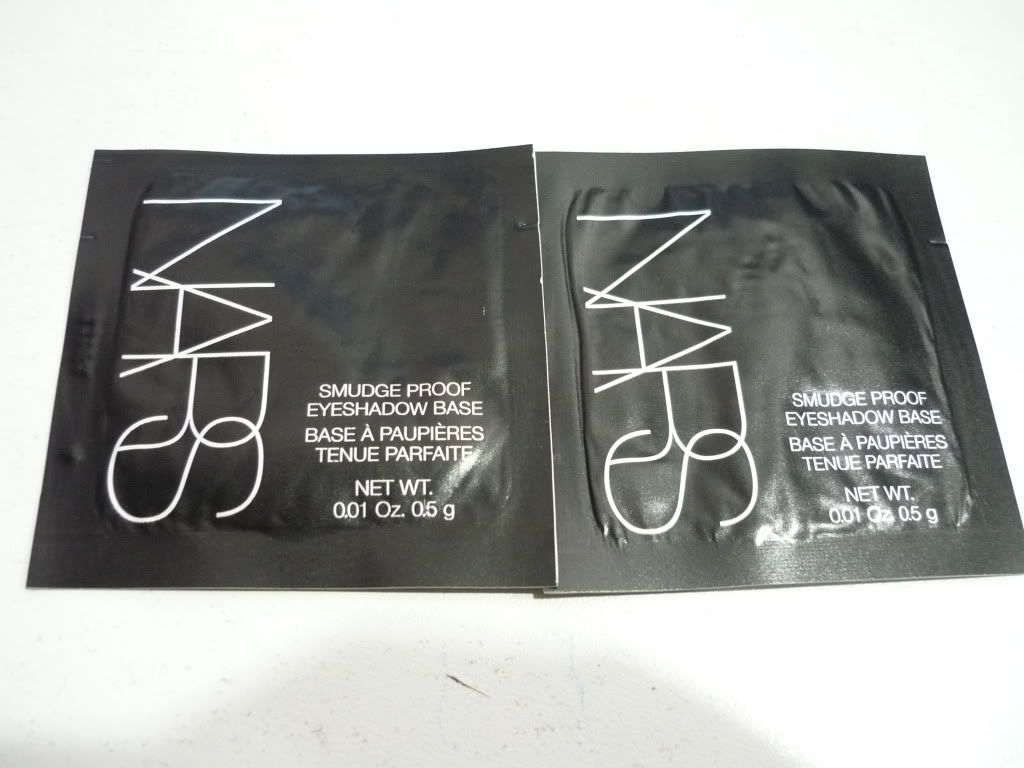 NARS
SMUDGE PROOF
EYESHADOW BASE
BASE À PAUPIÈRES
TENUE PARFAITE
NET WT.
0.01 Oz. 0.5 g
NARS
SMUDGE PROOF
EYESHADOW BASE
BASE À PAUPIÈRES
TENUE PARFAITE
NET WT.
0.01 Oz. 0.5 g